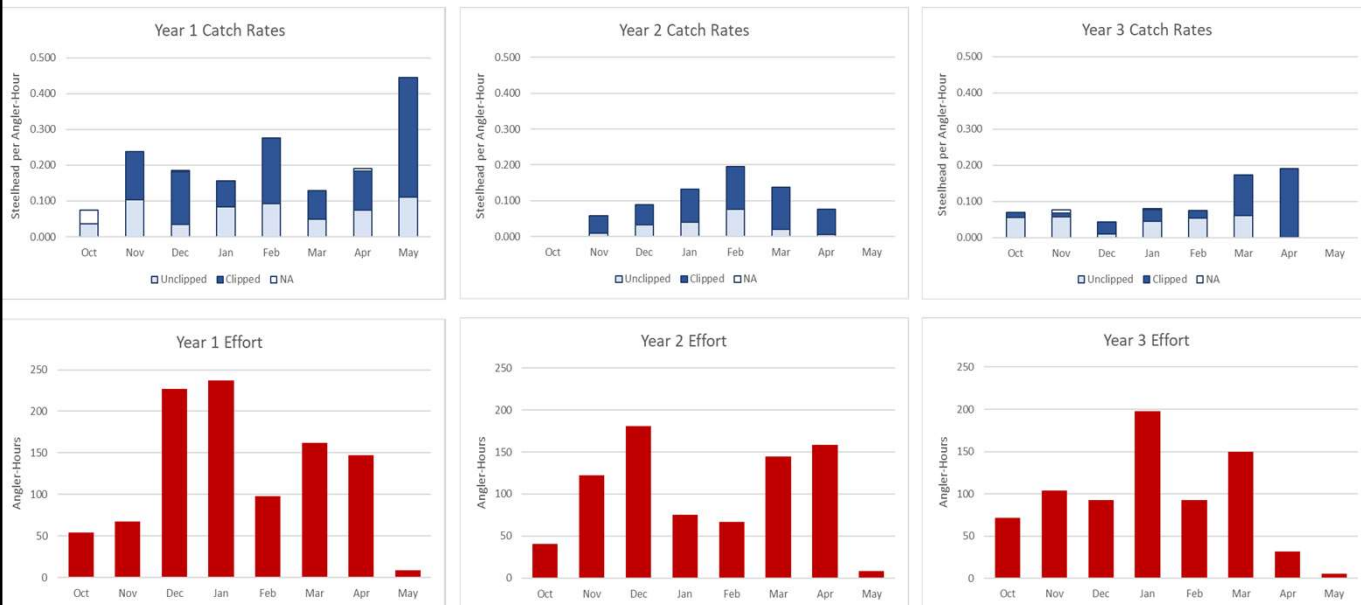 Year 1 Catch Rates
Steelhead per Angler-Hour
0.500
0.400
0.300
0.200
0.100
0.000
Oct Nov Dec Jan Feb Mar Apr May
Unclipped Clipped NA
Year 2 Catch Rates
Steelhead per Angler-Hour
0.500
0.400
0.300
0.200
0.100
0.000
Oct Nov Dec Jan Feb Mar Apr May
Unclipped Clipped NA
Year 3 Catch Rates
Steelhead per Angler-Hour
0.500
0.400
0.300
0.200
0.100
0.000
Oct Nov Dec Jan Feb Mar Apr May
Unclipped Clipped NA
Year 1 Effort
Angler-Hours
250
200
150
100
50
0
Oct Nov Dec Jan Feb Mar Apr May
Year 2 Effort
Angler-Hours
250
200
150
100
50
0
Oct Nov Dec Jan Feb Mar Apr May
Year 3 Effort
Angler-Hours
250
200
150
100
50
0
Oct Nov Dec Jan Feb Mar Apr May